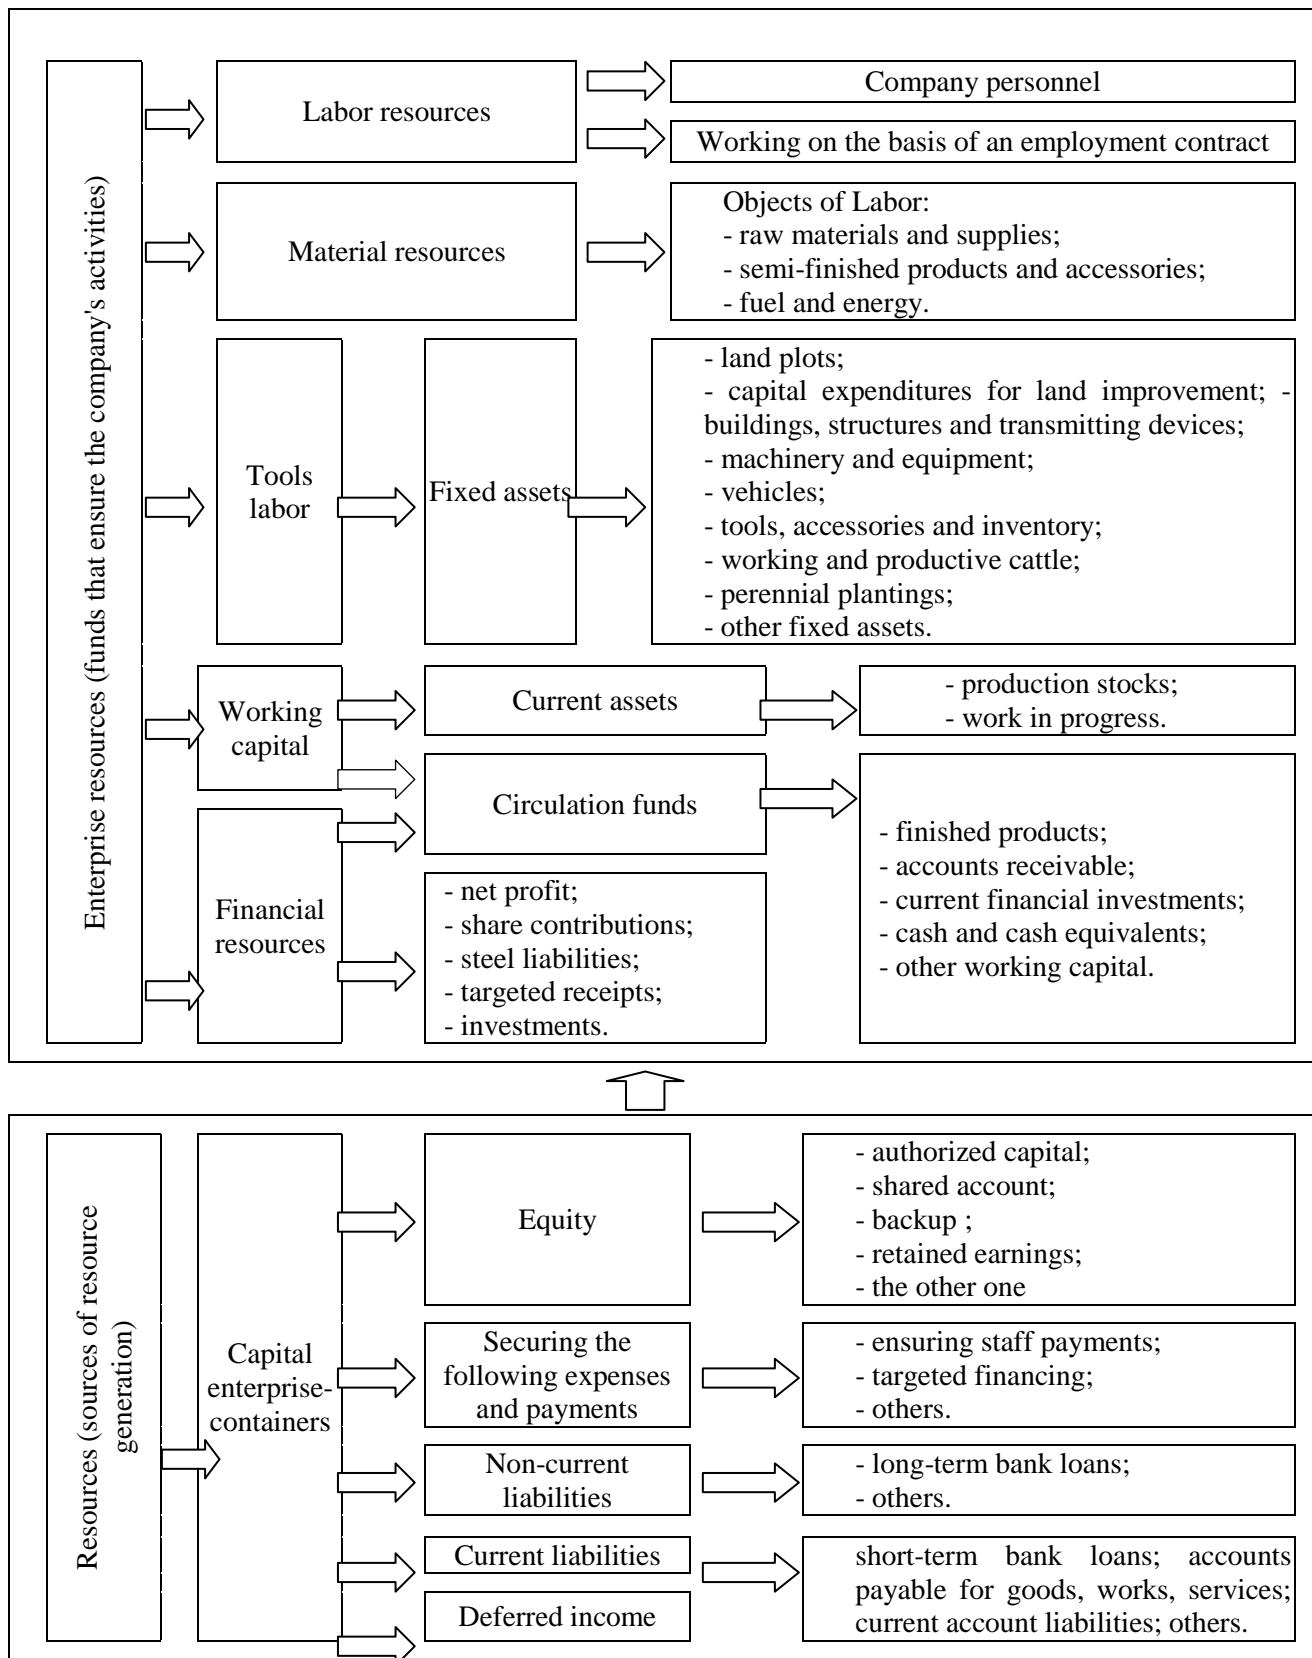 Enterprise resources (funds that ensure the company's activities)
Labor resources
Company personnel
Working on the basis of an employment contract
Material resources
Objects of Labor:
- raw materials and supplies;
- semi-finished products and accessories;
- fuel and energy.
Tools
labor
Fixed assets
- land plots;
- capital expenditures for land improvement; -
buildings, structures and transmitting devices;
- machinery and equipment;
- vehicles;
- tools, accessories and inventory;
- working and productive cattle;
- perennial plantings;
- other fixed assets.
Working
capital
Current assets
- production stocks;
- work in progress.
Circulation funds
- finished products;
- accounts receivable;
- current financial investments;
- cash and cash equivalents;
- other working capital.
Financial
resources
- net profit;
- share contributions;
- steel liabilities;
- targeted receipts;
- investments.
Resources (sources of resource
generation)
Capital
enterprise-
containers
Equity
- authorized capital;
- shared account;
- backup ;
- retained earnings;
- the other one
Securing the
following expenses
and payments
- ensuring staff payments;
- targeted financing;
- others.
Non-current
liabilities
- long-term bank loans;
- others.
Current liabilities
short-term bank loans; accounts
payable for goods, works, services;
current account liabilities; others.
Deferred income